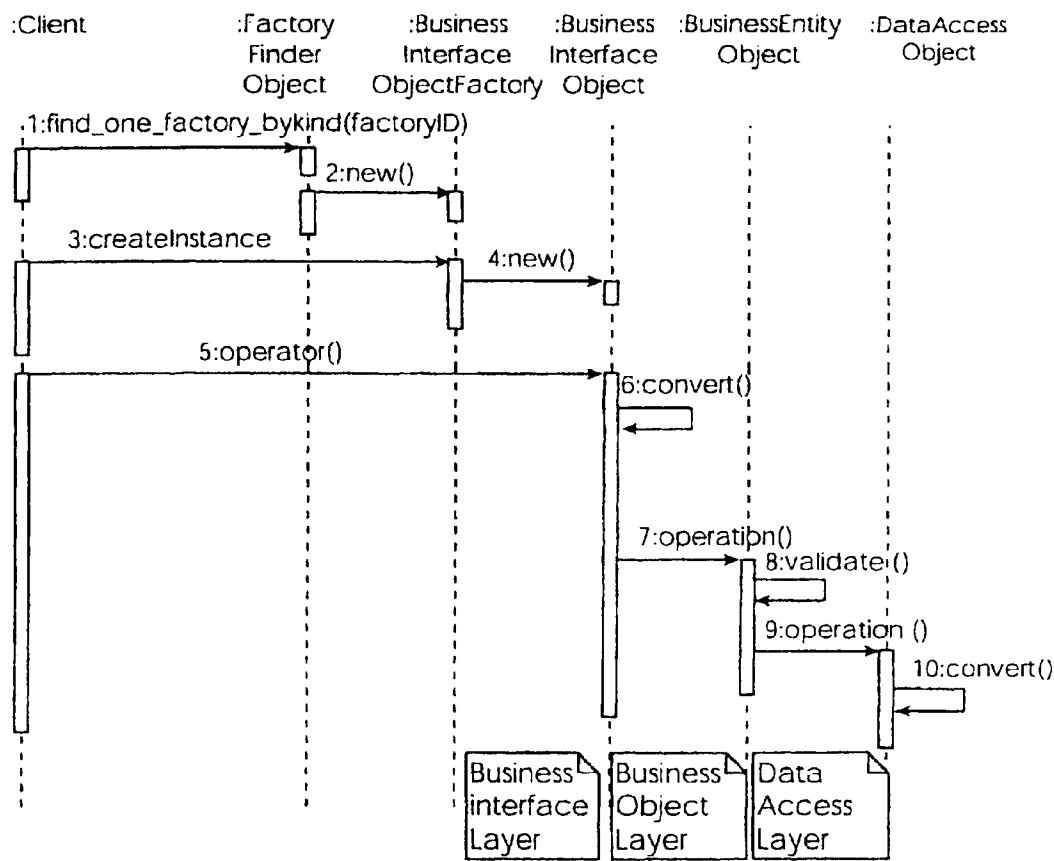 :Client
:Factory
Finder
Object
:Business
Interface
ObjectFactory
:Business
Interface
Object
:BusinessEntity
Object
:DataAccess
Object
1:find_one_factory_bykind(factoryID)
2:new()
3:createInstance
4:new()
5:operator()
6:convert()
7:operation()
8:validate ()
9:operation ()
10:convert()
Business
interface
Layer
Business
Object
Layer
Data
Access
Layer